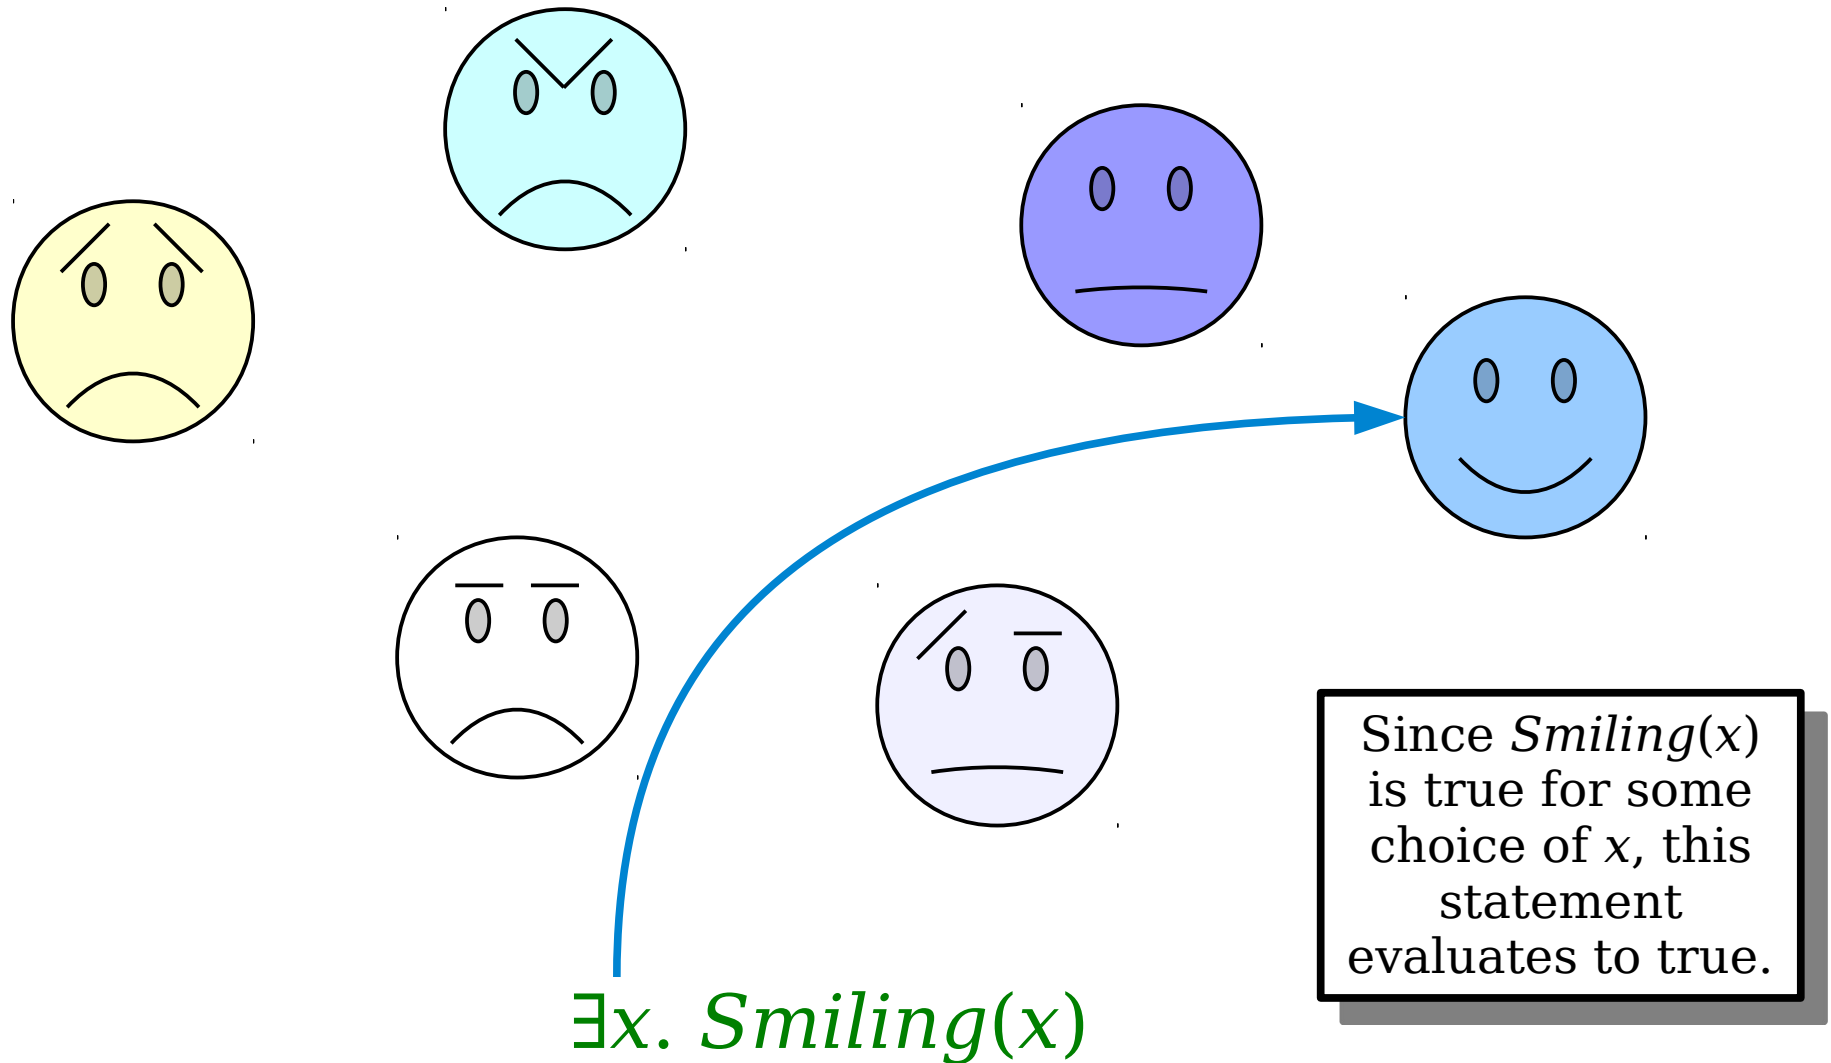 Since Smiling(x)
is true for some
choice of x, this
statement
evaluates to true.
∃x. Smiling(x)